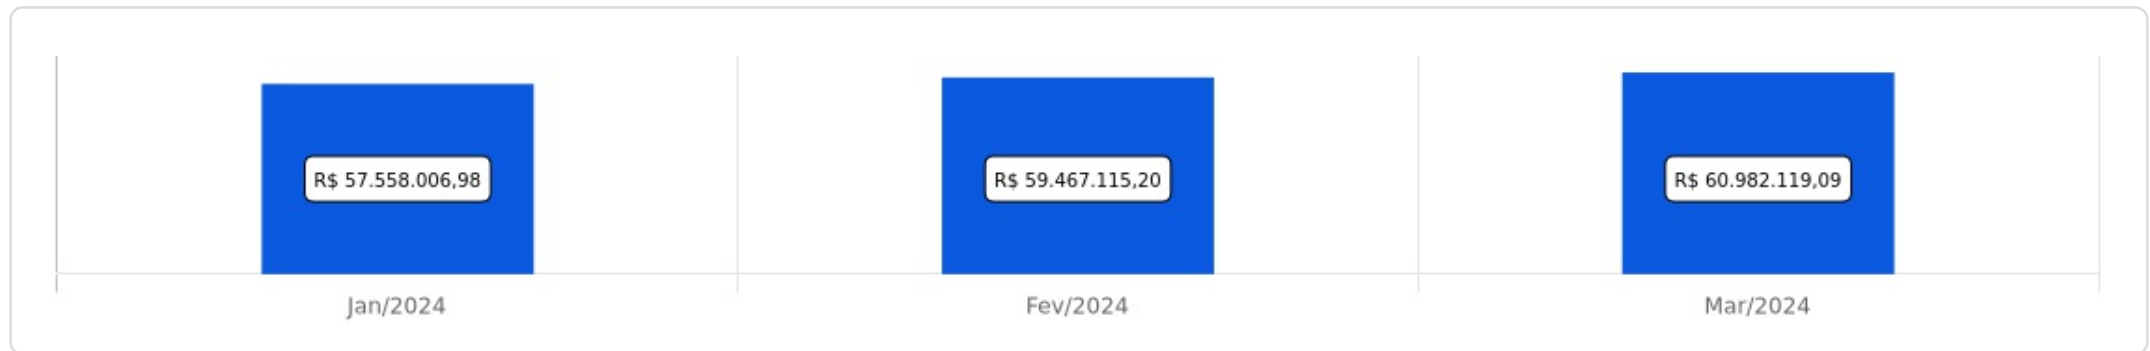 R$ 57.558.006,98
R$ 59.467.115,20
R$ 60.982.119,09
Jan/2024
Fev/2024
Mar/2024